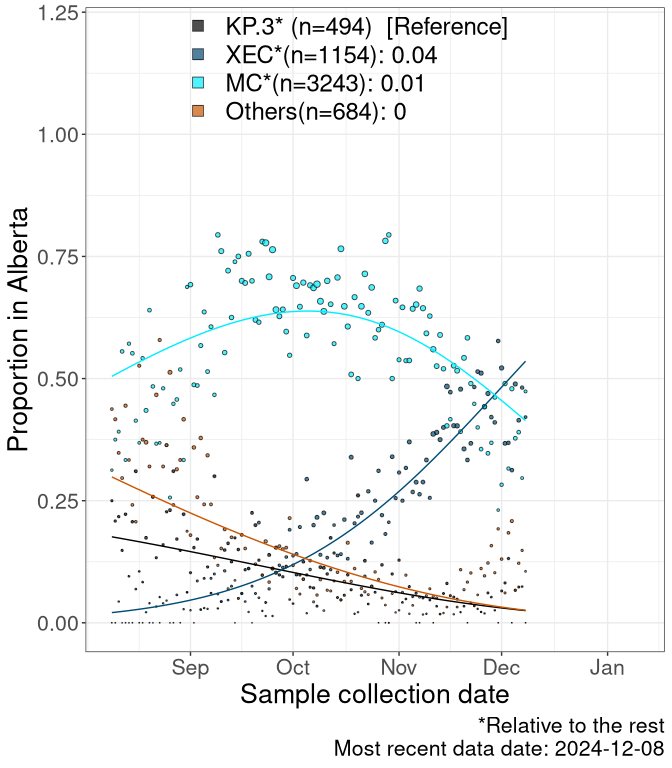 KP.3* (n=494)  [Reference]
XEC*(n=1154): 0.04
MC*(n=3243): 0.01
Others(n=684): 0
1.25
1.00
0.75
0.50
0.25
0.00
Proportion in Alberta
Sep Oct Nov Dec Jan
Sample collection date
*Relative to the rest
Most recent data date: 2024-12-08